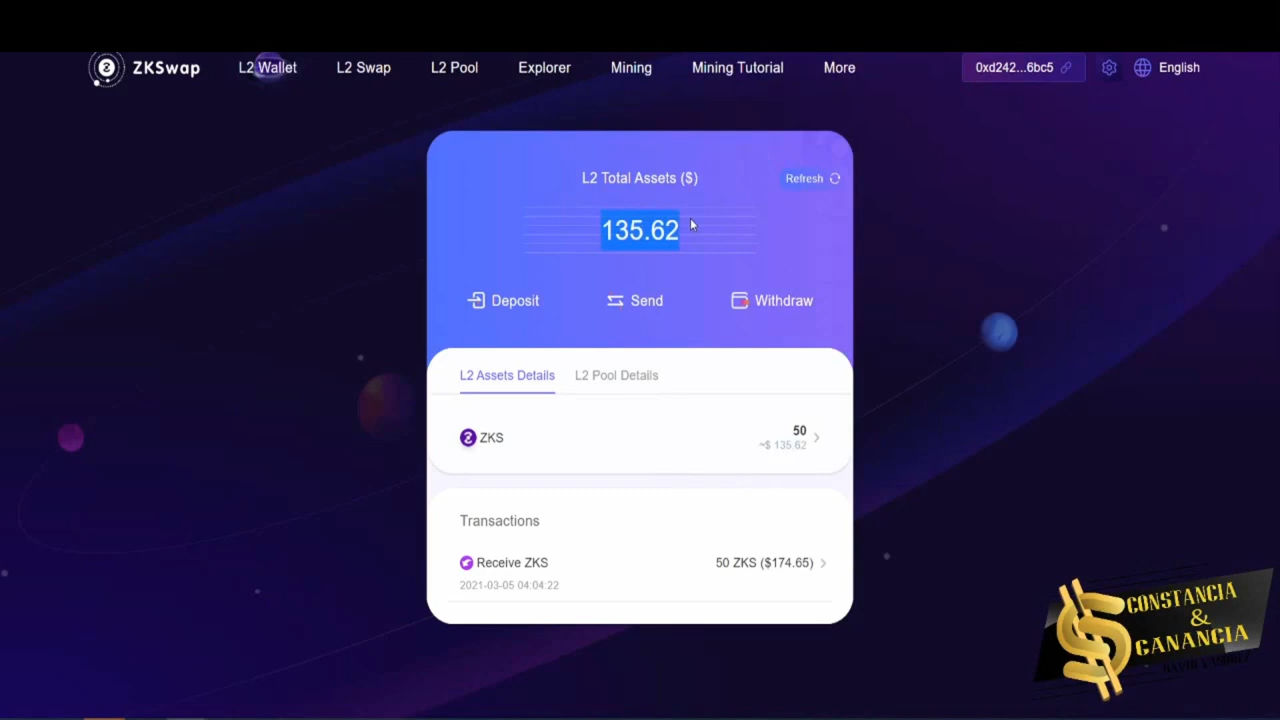 ZKSwap L2 Wallet L2 Swap L2 Pool Explorer Mining Mining Tutorial More 0xd242...6bc5 English
L2 Total Assets ($) Refresh
135.62
Deposit Send Withdraw
L2 Assets Details L2 Pool Details
ZKS 50
~$ 135.62
Transactions
Receive ZKS 50 ZKS ($174.65)
2021-03-05 04:04:22
CONSTANCIA
&
GANANCIA